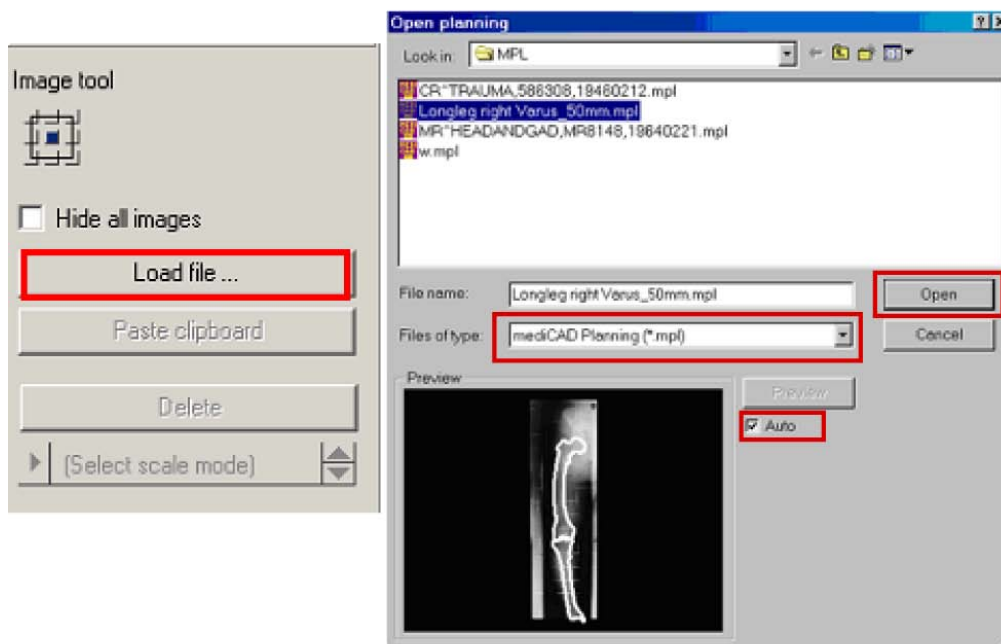 Image tool
Hide all images
Load file ...
Paste clipboard
Delete
(Select scale mode)
Open planning
Look in: MPL
CR^TRAUMA,586308,19460212.mpl
Longleg right Varus_50mm.mpl
MR^HEADANDGAD,MR8148,19640221.mpl
w.mpl
File name: Longleg right Varus_50mm.mpl Open
Files of type: mediCAD Planning (*.mpl) Cancel
Preview
Preview
Auto